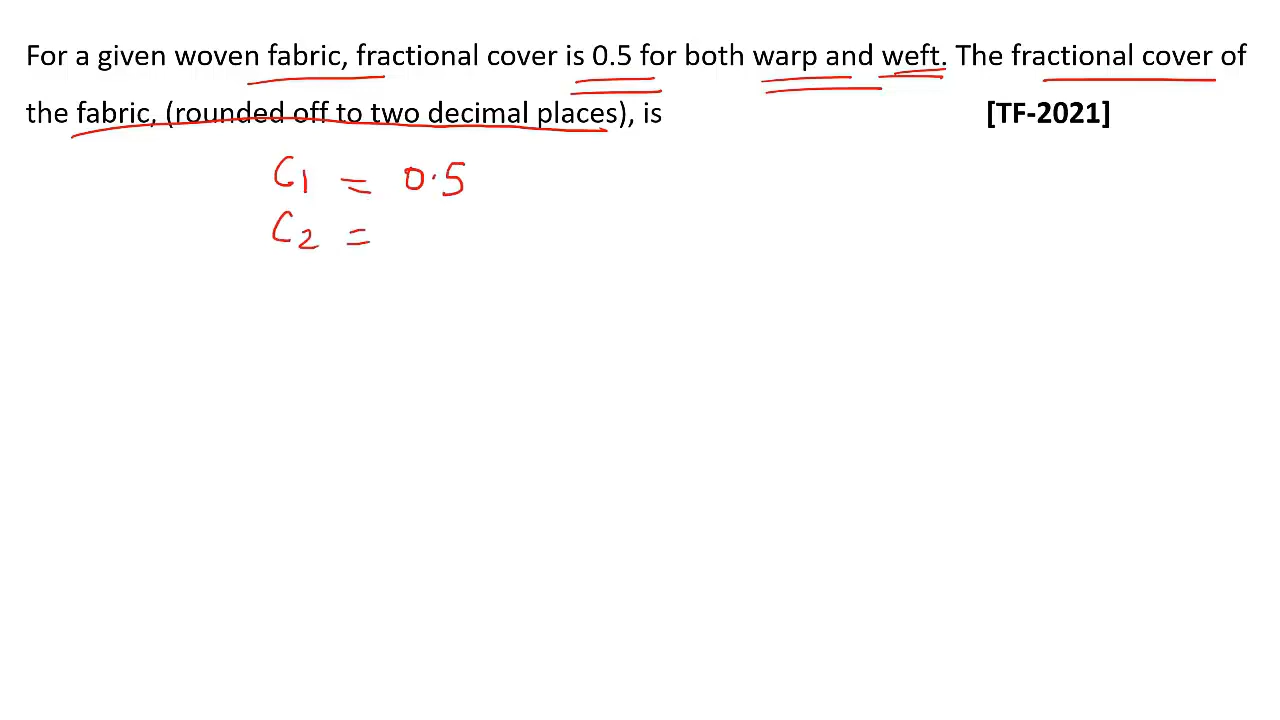 For a given woven fabric, fractional cover is 0.5 for both warp and weft. The fractional cover of
the fabric, (rounded off to two decimal places), is [TF-2021]
C1 = 0.5
C2 =